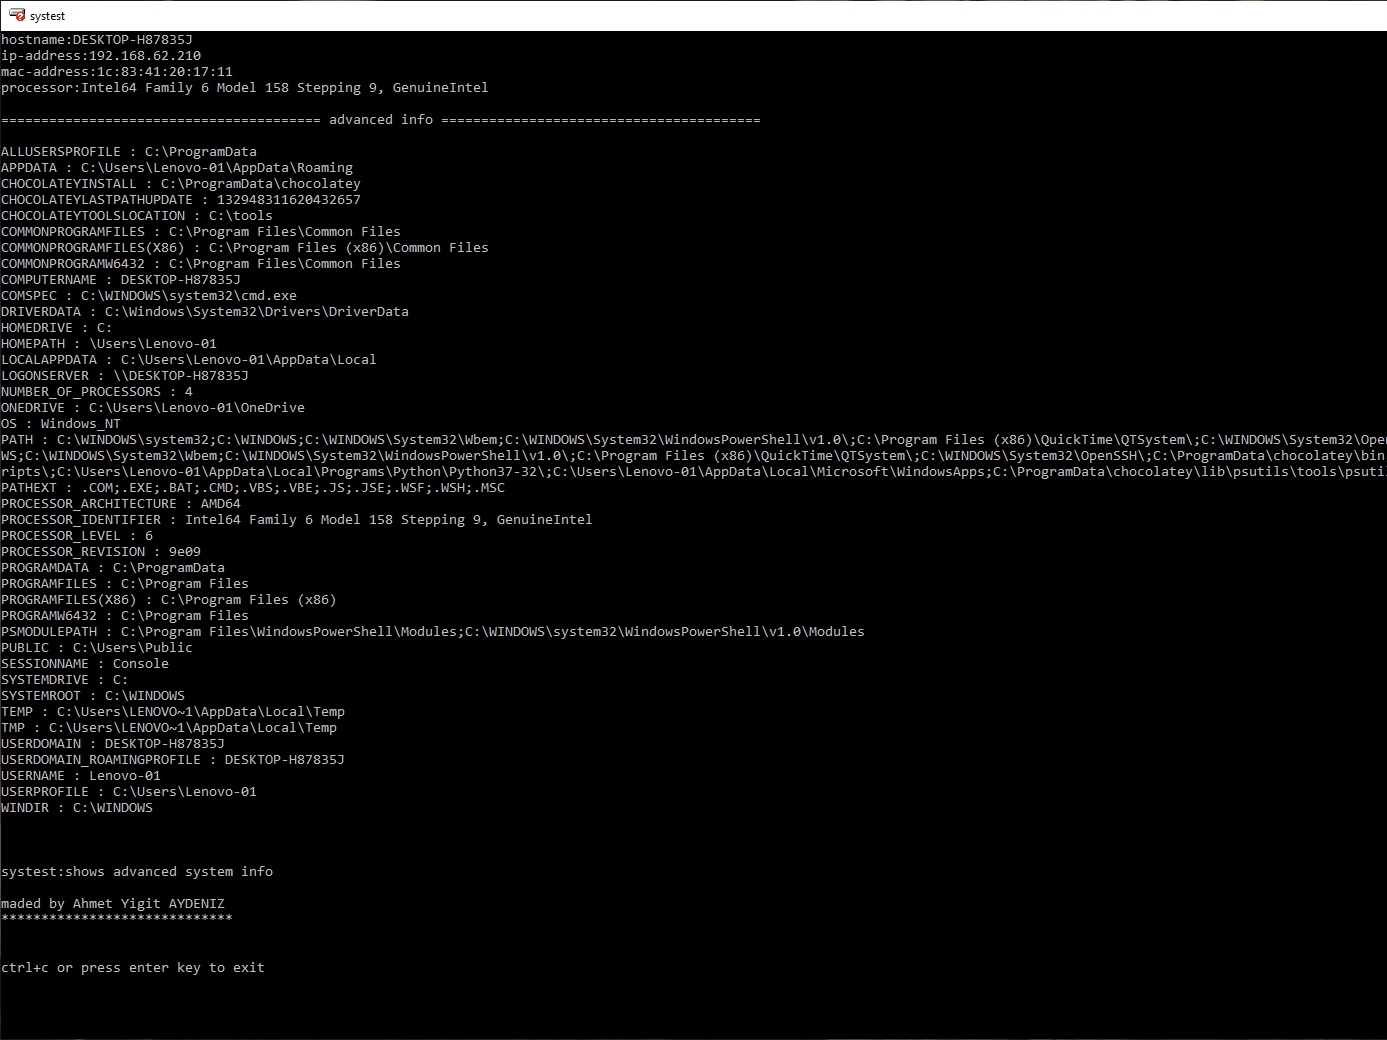 systest
hostname:DESKTOP-H87835J
ip-address:192.168.62.210
mac-address:1c:83:41:20:17:11
processor:Intel64 Family 6 Model 158 Stepping 9, GenuineIntel
======================================== advanced info ========================================
ALLUSERSPROFILE : C:\ProgramData
APPDATA : C:\Users\Lenovo-01\AppData\Roaming
CHOCOLATEYINSTALL : C:\ProgramData\chocolatey
CHOCOLATEYLASTPATHUPDATE : 132948311620432657
CHOCOLATEYTOOLSLOCATION : C:\tools
COMMONPROGRAMFILES : C:\Program Files\Common Files
COMMONPROGRAMFILES(X86) : C:\Program Files (x86)\Common Files
COMMONPROGRAMW6432 : C:\Program Files\Common Files
COMPUTERNAME : DESKTOP-H87835J
COMSPEC : C:\WINDOWS\system32\cmd.exe
DRIVERDATA : C:\Windows\System32\Drivers\DriverData
HOMEDRIVE : C:
HOMEPATH : \Users\Lenovo-01
LOCALAPPDATA : C:\Users\Lenovo-01\AppData\Local
LOGONSERVER : \\DESKTOP-H87835J
NUMBER_OF_PROCESSORS : 4
ONEDRIVE : C:\Users\Lenovo-01\OneDrive
OS : Windows_NT
PATH : C:\WINDOWS\system32;C:\WINDOWS;C:\WINDOWS\System32\Wbem;C:\WINDOWS\System32\WindowsPowerShell\v1.0\;C:\Program Files (x86)\QuickTime\QTSystem\;C:\WINDOWS\System32\Ope
WS;C:\WINDOWS\System32\Wbem;C:\WINDOWS\System32\WindowsPowerShell\v1.0\;C:\Program Files (x86)\QuickTime\QTSystem\;C:\WINDOWS\System32\OpenSSH\;C:\ProgramData\chocolatey\bin
ripts\;C:\Users\Lenovo-01\AppData\Local\Programs\Python\Python37-32\;C:\Users\Lenovo-01\AppData\Local\Microsoft\WindowsApps;C:\ProgramData\chocolatey\lib\psutils\tools\psuti
PATHEXT : .COM;.EXE;.BAT;.CMD;.VBS;.VBE;.JS;.JSE;.WSF;.WSH;.MSC
PROCESSOR_ARCHITECTURE : AMD64
PROCESSOR_IDENTIFIER : Intel64 Family 6 Model 158 Stepping 9, GenuineIntel
PROCESSOR_LEVEL : 6
PROCESSOR_REVISION : 9e09
PROGRAMDATA : C:\ProgramData
PROGRAMFILES : C:\Program Files
PROGRAMFILES(X86) : C:\Program Files (x86)
PROGRAMW6432 : C:\Program Files
PSMODULEPATH : C:\Program Files\WindowsPowerShell\Modules;C:\WINDOWS\system32\WindowsPowerShell\v1.0\Modules
PUBLIC : C:\Users\Public
SESSIONNAME : Console
SYSTEMDRIVE : C:
SYSTEMROOT : C:\WINDOWS
TEMP : C:\Users\LENOVO~1\AppData\Local\Temp
TMP : C:\Users\LENOVO~1\AppData\Local\Temp
USERDOMAIN : DESKTOP-H87835J
USERDOMAIN_ROAMINGPROFILE : DESKTOP-H87835J
USERNAME : Lenovo-01
USERPROFILE : C:\Users\Lenovo-01
WINDIR : C:\WINDOWS
systest:shows advanced system info
maded by Ahmet Yigit AYDENIZ
*****************************
ctrl+c or press enter key to exit